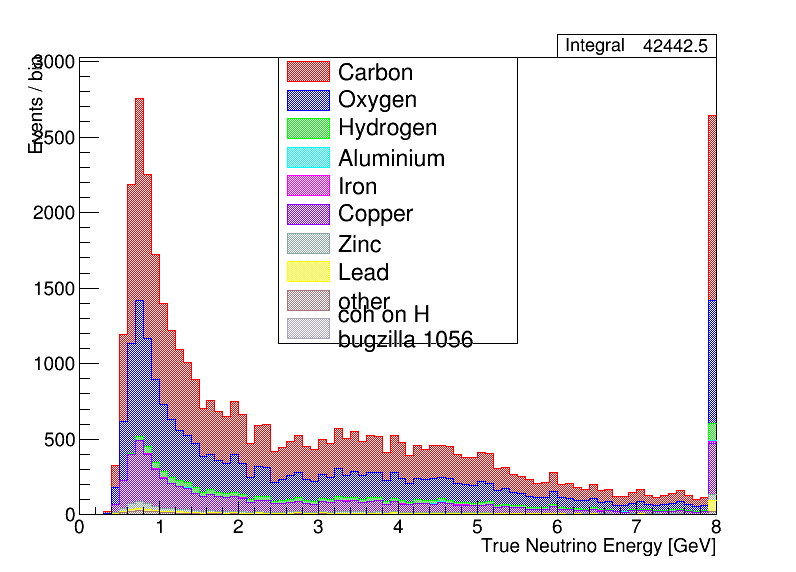 Integral 42442.5
Events / bin
3000
2500
2000
1500
1000
500
0
Carbon
Oxygen
Hydrogen
Aluminium
Iron
Copper
Zinc
Lead
other
coh on H
bugzilla 1056
0 1 2 3 4 5 6 7 8
True Neutrino Energy [GeV]